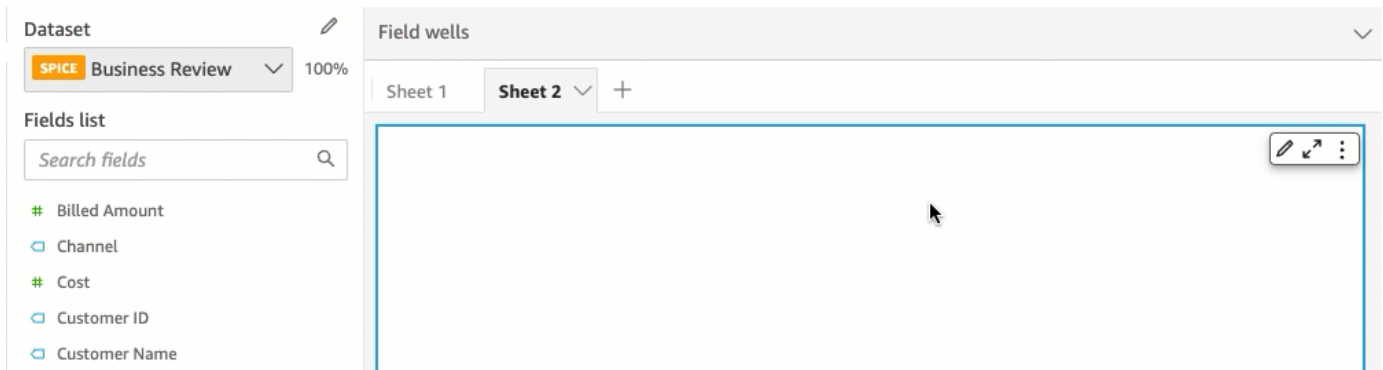 Dataset
SPICE Business Review 100%
Fields list
Search fields
# Billed Amount
Channel
# Cost
Customer ID
Customer Name
Field wells
Sheet 1 Sheet 2 +